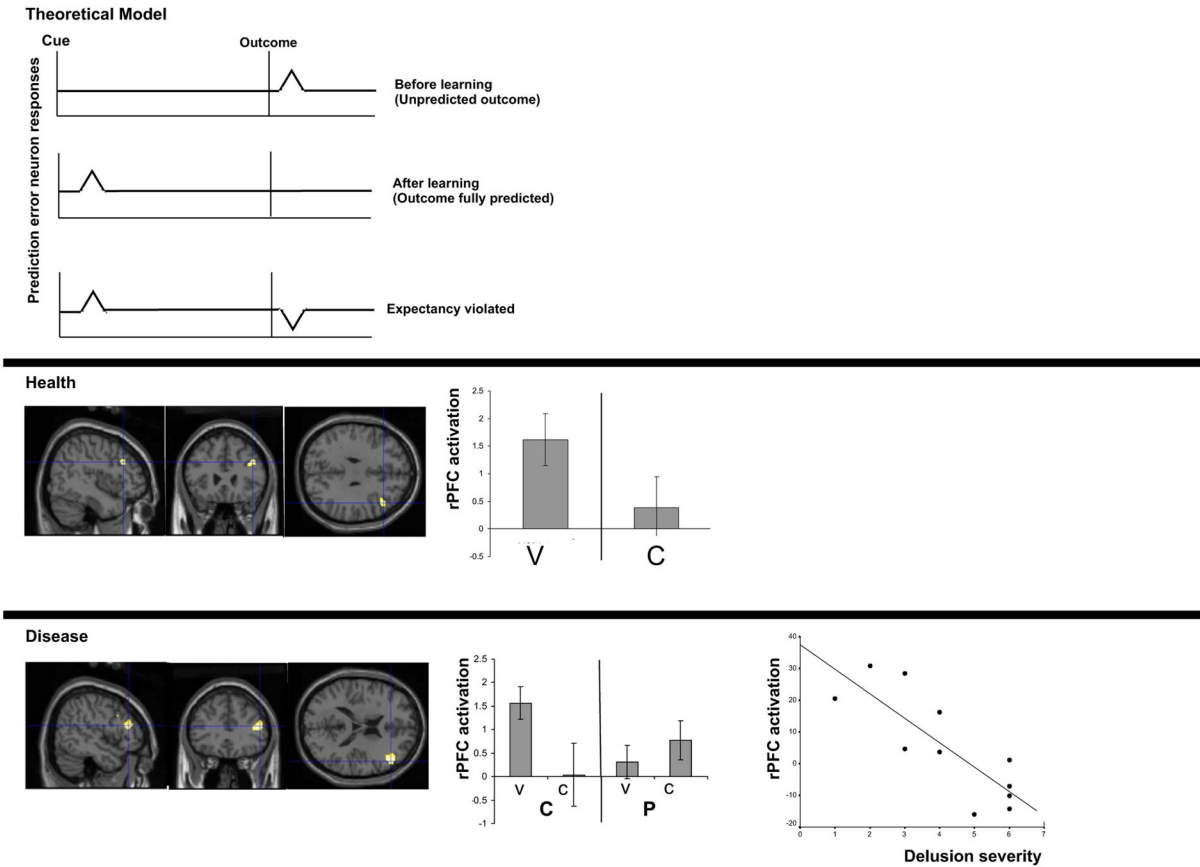 Theoretical Model
Cue
Outcome
Prediction error neuron responses
Before learning
(Unpredicted outcome)
After learning
(Outcome fully predicted)
Expectancy violated
Health
rPFC activation
2.5
2
1.5
1
0.5
0
-0.5
V
C
Disease
rPFC activation
2.5
2
1.5
1
0.5
0
-0.5
-1
V
C
V
C
C
P
rPFC activation
40
30
20
10
0
-10
-20
0 1 2 3 4 5 6 7
Delusion severity